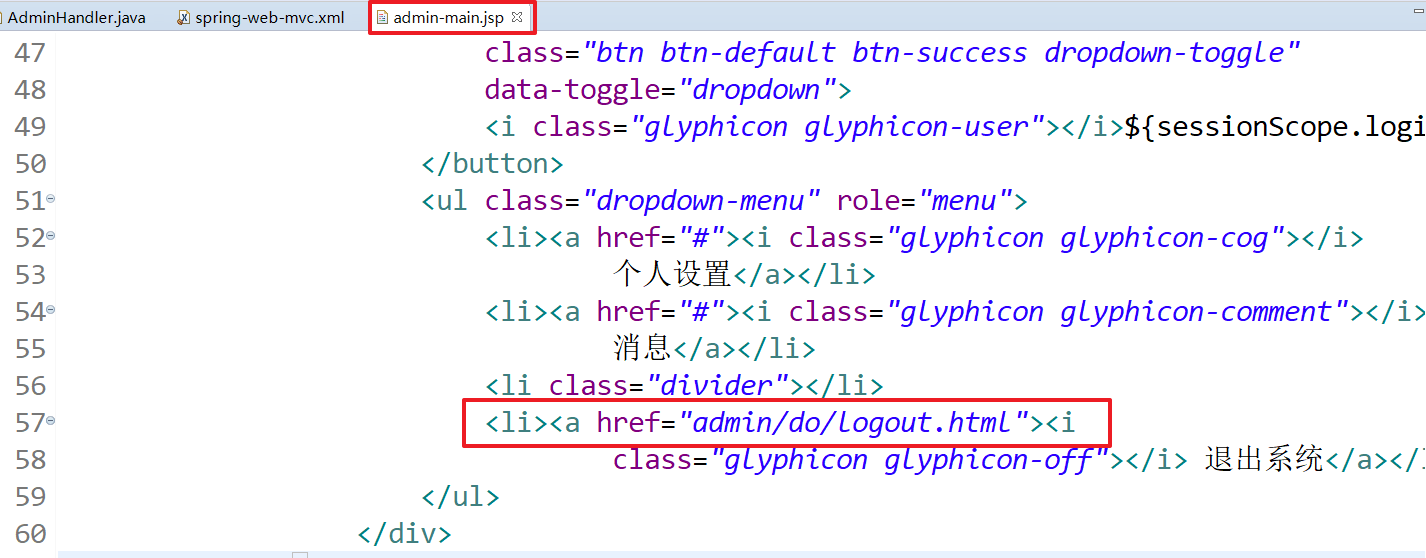 AdminHandler.java spring-web-mvc.xml admin-main.jsp
47 class="btn btn-default btn-success dropdown-toggle"
48 data-toggle="dropdown">
49 <i class="glyphicon glyphicon-user"></i>${sessionScope.logi
50 </button>
51 <ul class="dropdown-menu" role="menu">
52 <li><a href="#"><i class="glyphicon glyphicon-cog"></i>
53 个人设置</a></li>
54 <li><a href="#"><i class="glyphicon glyphicon-comment"></i>
55 消息</a></li>
56 <li class="divider"></li>
57 <li><a href="admin/do/logout.html"><i
58 class="glyphicon glyphicon-off"></i> 退出系统</a></l
59 </ul>
60 </div>